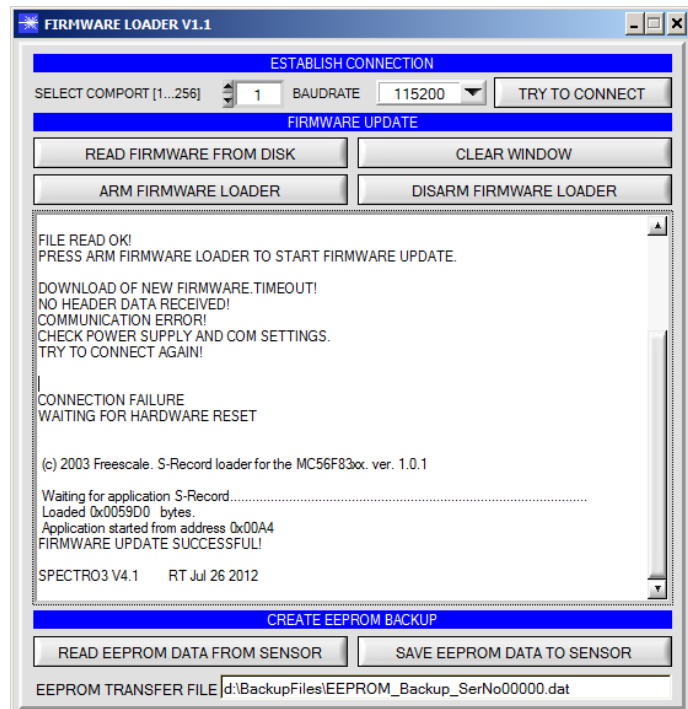 FIRMWARE LOADER V1.1
ESTABLISH CONNECTION
SELECT COMPORT [1...256] 1 BAUDRATE 115200 TRY TO CONNECT
FIRMWARE UPDATE
READ FIRMWARE FROM DISK CLEAR WINDOW
ARM FIRMWARE LOADER DISARM FIRMWARE LOADER
FILE READ OK!
PRESS ARM FIRMWARE LOADER TO START FIRMWARE UPDATE.
DOWNLOAD OF NEW FIRMWARE.TIMEOUT!
NO HEADER DATA RECEIVED!
COMMUNICATION ERROR!
CHECK POWER SUPPLY AND COM SETTINGS.
TRY TO CONNECT AGAIN!
CONNECTION FAILURE
WAITING FOR HARDWARE RESET
(c) 2003 Freescale. S-Record loader for the MC56F83xx. ver. 1.0.1
Waiting for application S-Record.......................................................................................
Loaded 0x0059D0 bytes.
Application started from address 0x00A4
FIRMWARE UPDATE SUCCESSFUL!
SPECTRO3 V4.1 RT Jul 26 2012
CREATE EEPROM BACKUP
READ EEPROM DATA FROM SENSOR SAVE EEPROM DATA TO SENSOR
EEPROM TRANSFER FILE d:\BackupFiles\EEPROM_Backup_SerNo00000.dat